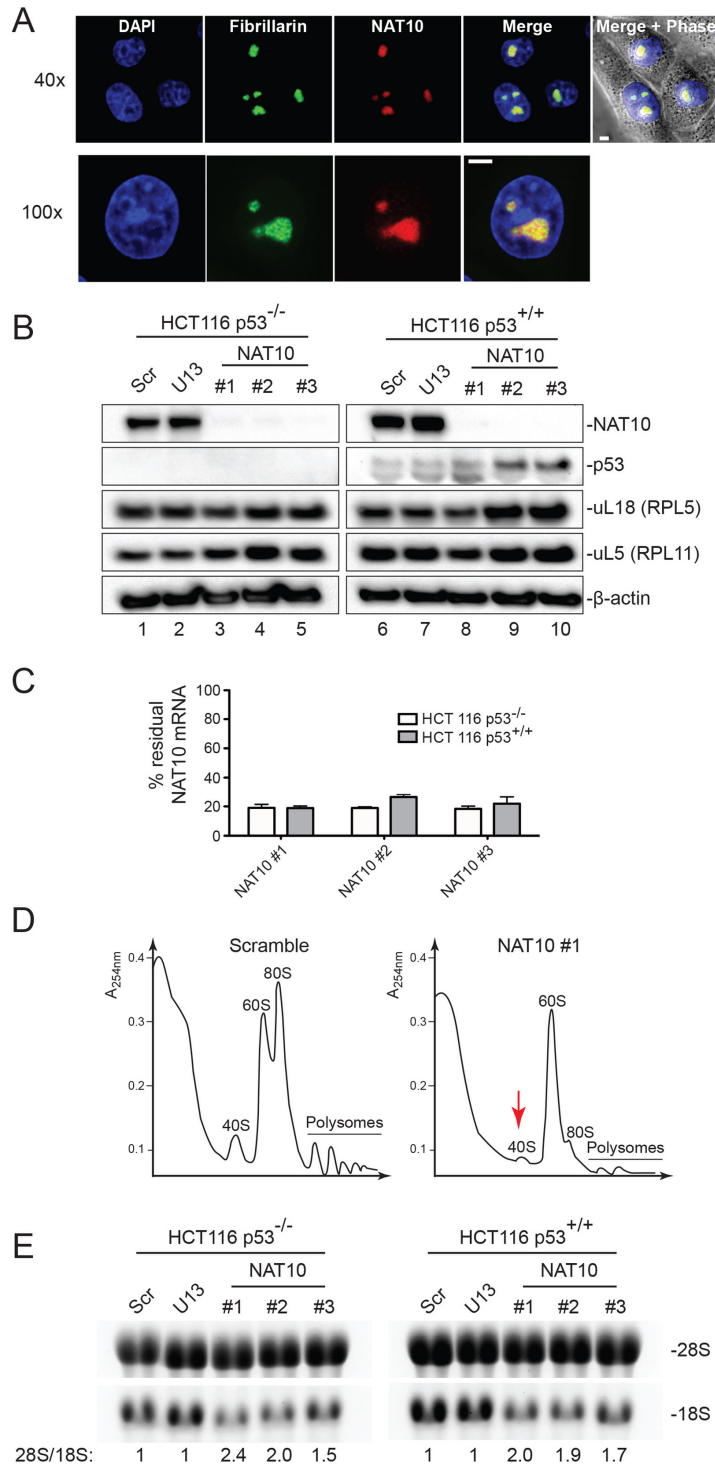 A
DAPI Fibrillarin NAT10 Merge Merge + Phase
40x
100x
B
HCT116 p53-/- HCT116 p53+/+
NAT10 NAT10
Scr U13 #1 #2 #3 Scr U13 #1 #2 #3
-NAT10
-p53
-uL18 (RPL5)
-uL5 (RPL11)
-β-actin
1 2 3 4 5 6 7 8 9 10
C
% residual
NAT10 mRNA
100
80
60
40
20
0
HCT 116 p53-/-
HCT 116 p53+/+
NAT10 #1 NAT10 #2 NAT10 #3
D
Scramble NAT10 #1
A254nm A254nm
0.4 0.4
0.3 0.3
0.2 0.2
0.1 0.1
40S 60S 80S Polysomes
40S 60S 80S Polysomes
E
HCT116 p53-/- HCT116 p53+/+
NAT10 NAT10
Scr U13 #1 #2 #3 Scr U13 #1 #2 #3
-28S
-18S
28S/18S: 1 1 2.4 2.0 1.5 1 1 2.0 1.9 1.7